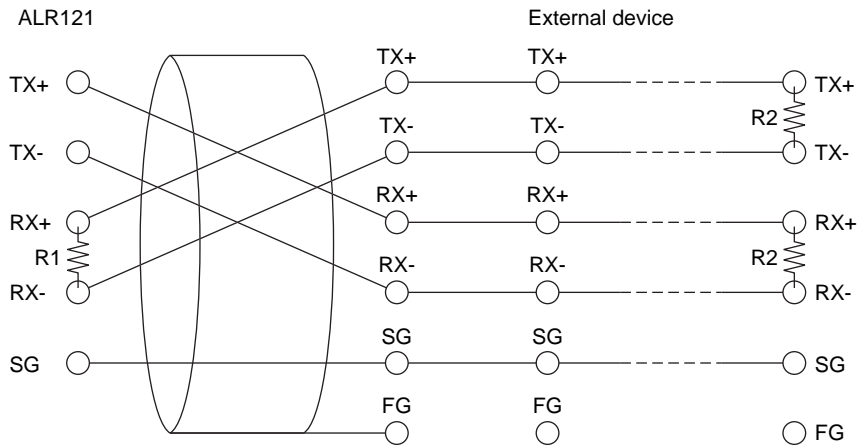 ALR121 External device
TX+ TX+
TX+ TX+
TX- TX- R2
TX- TX-
RX+ RX+
RX+ RX+
R1 RX- RX- R2
RX- RX-
SG SG
SG SG
FG FG
FG